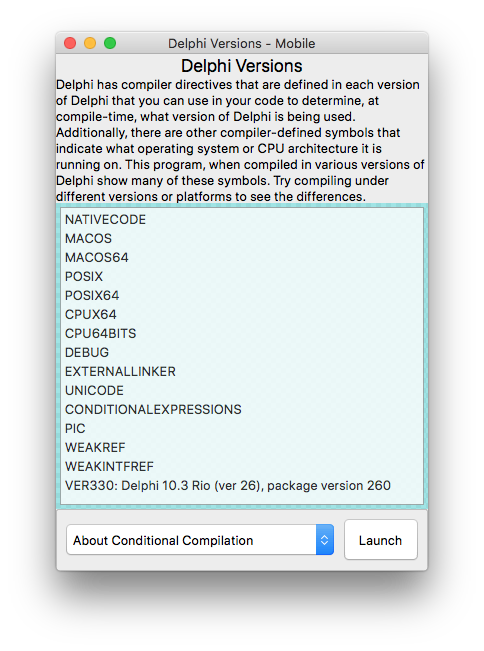 Delphi Versions - Mobile
Delphi Versions
Delphi has compiler directives that are defined in each version
of Delphi that you can use in your code to determine, at
compile-time, what version of Delphi is being used.
Additionally, there are other compiler-defined symbols that
indicate what operating system or CPU architecture it is
running on. This program, when compiled in various versions of
Delphi show many of these symbols. Try compiling under
different versions or platforms to see the differences.
NATIVECODE
MACOS
MACOS64
POSIX
POSIX64
CPUX64
CPU64BITS
DEBUG
EXTERNALLINKER
UNICODE
CONDITIONALEXPRESSIONS
PIC
WEAKREF
WEAKINTFREF
VER330: Delphi 10.3 Rio (ver 26), package version 260
About Conditional Compilation
Launch